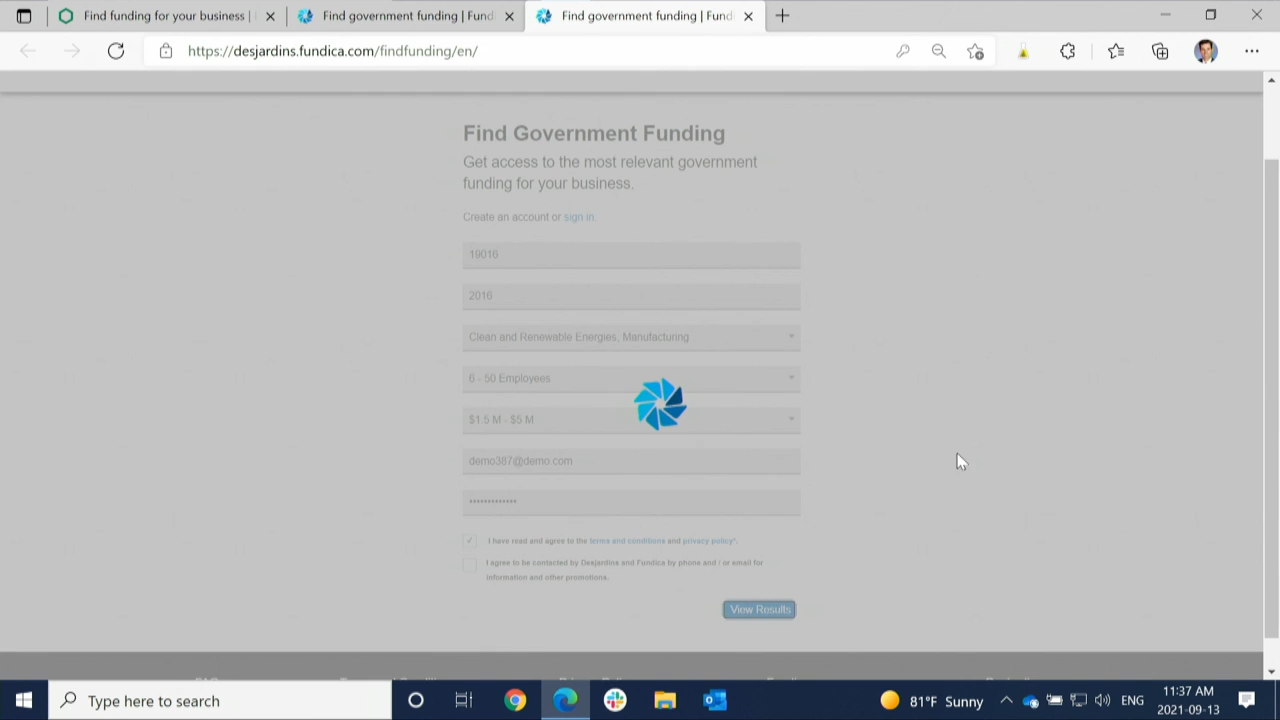 Find funding for your business |
Find government funding | Fund
Find government funding | Fund
https://desjardins.fundica.com/findfunding/en/
Find Government Funding
Get access to the most relevant government
funding for your business.
Create an account or sign in.
19016
2016
Clean and Renewable Energies, Manufacturing
6 - 50 Employees
$1.5 M - $5 M
demo387@demo.com
•••••••••••••
I have read and agree to the terms and conditions and privacy policy*.
I agree to be contacted by Desjardins and Fundica by phone and / or email for
information and other promotions.
View Results
Type here to search
81°F Sunny
ENG
11:37 AM
2021-09-13